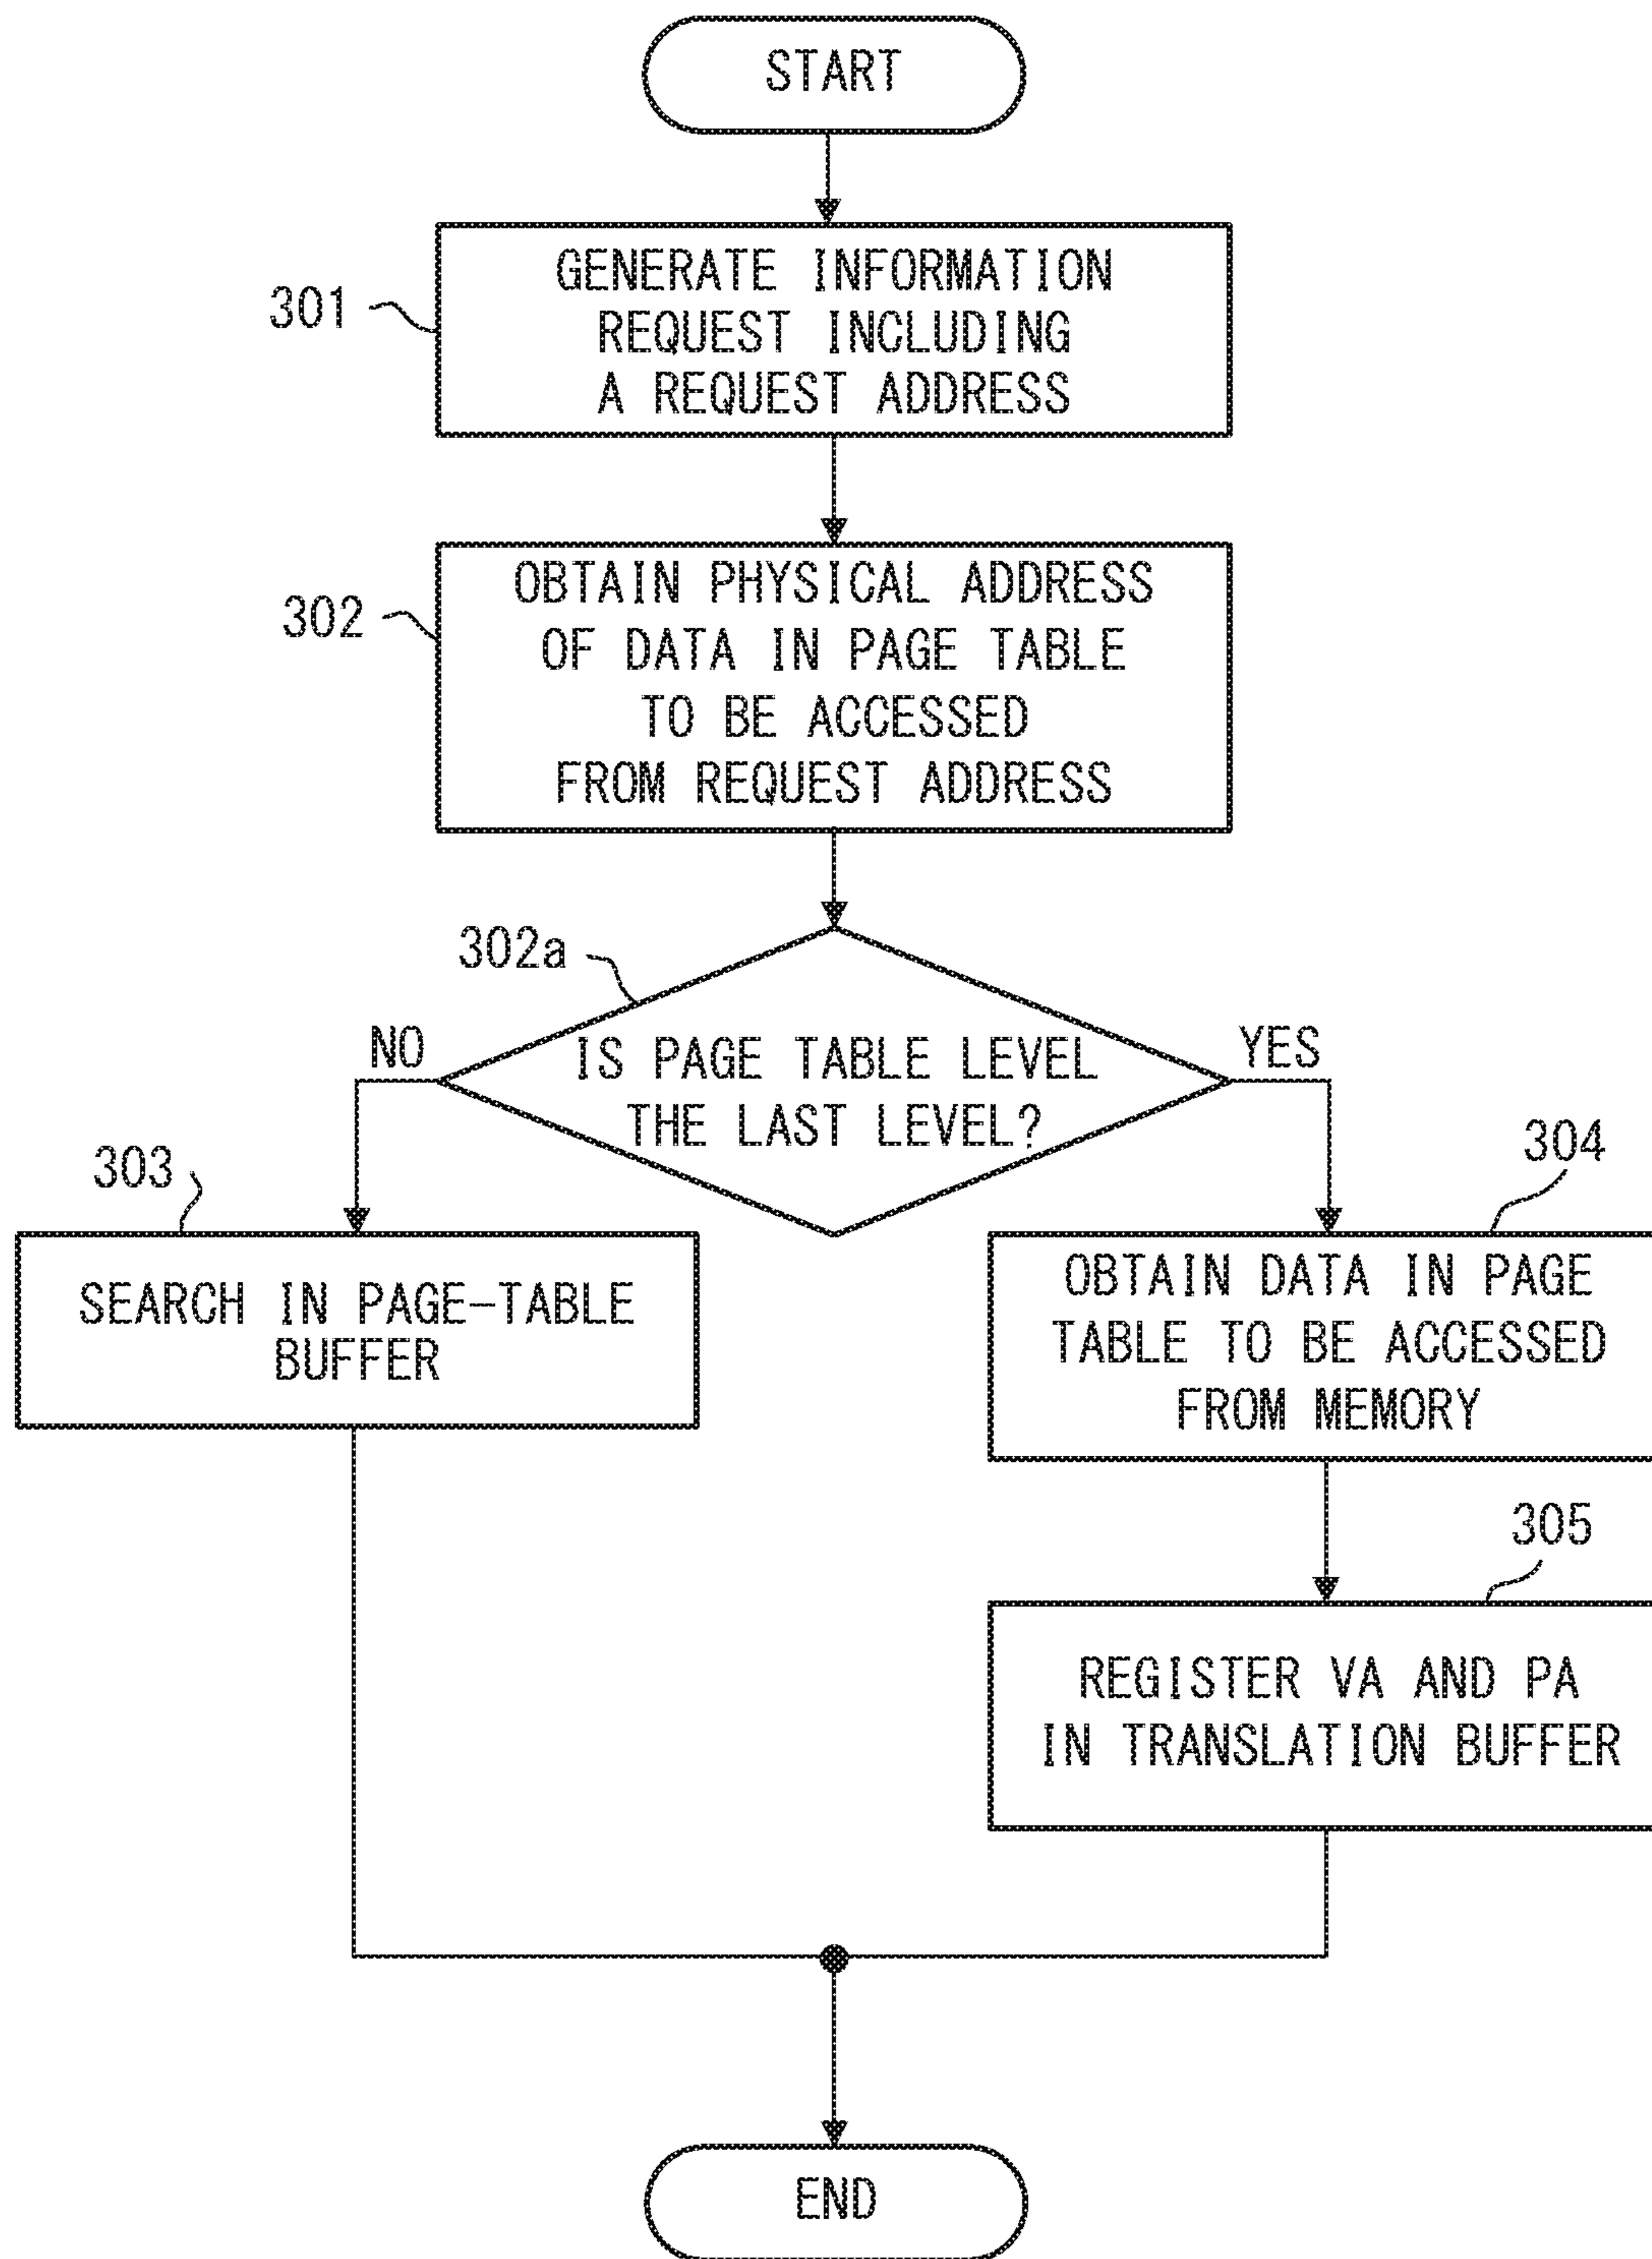 START
301
GENERATE INFORMATION
REQUEST INCLUDING
A REQUEST ADDRESS
302
OBTAIN PHYSICAL ADDRESS
OF DATA IN PAGE TABLE
TO BE ACCESSED
FROM REQUEST ADDRESS
302a
NO
IS PAGE TABLE LEVEL
THE LAST LEVEL?
YES
303
SEARCH IN PAGE-TABLE
BUFFER
304
OBTAIN DATA IN PAGE
TABLE TO BE ACCESSED
FROM MEMORY
305
REGISTER VA AND PA
IN TRANSLATION BUFFER
END